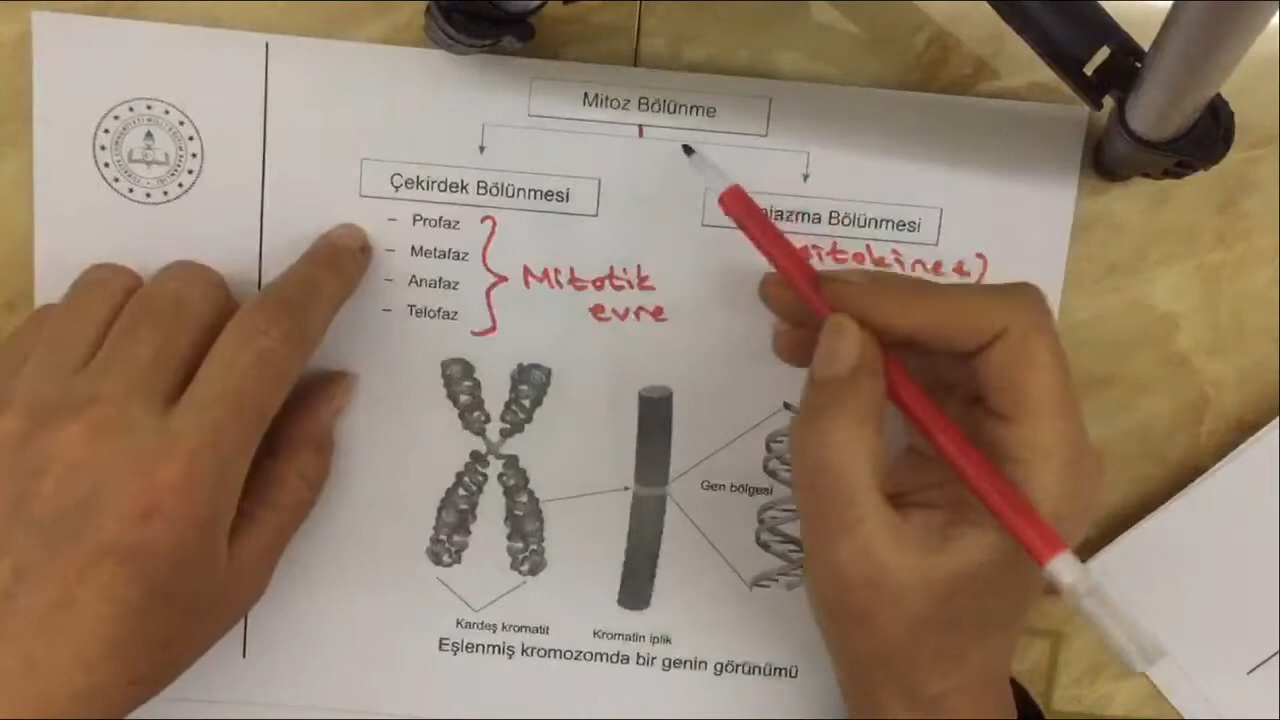 Mitoz Bölünme
Çekirdek Bölünmesi
Bölünmesi
- Profaz
- Metafaz
- Anafaz
- Telofaz
Mitotik
evre
Gen bölgesi
Kardeş kromatit
Kromatin iplik
Eşlenmiş kromozomda bir genin görünümü